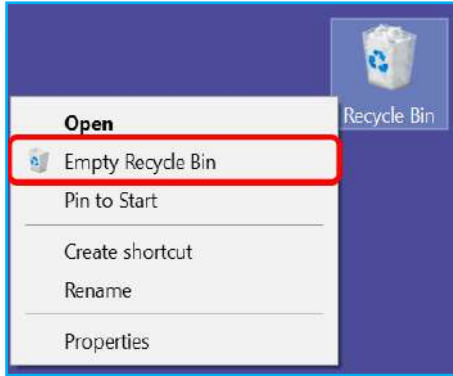 Recycle Bin
Open
Empty Recycle Bin
Pin to Start
Create shortcut
Rename
Properties